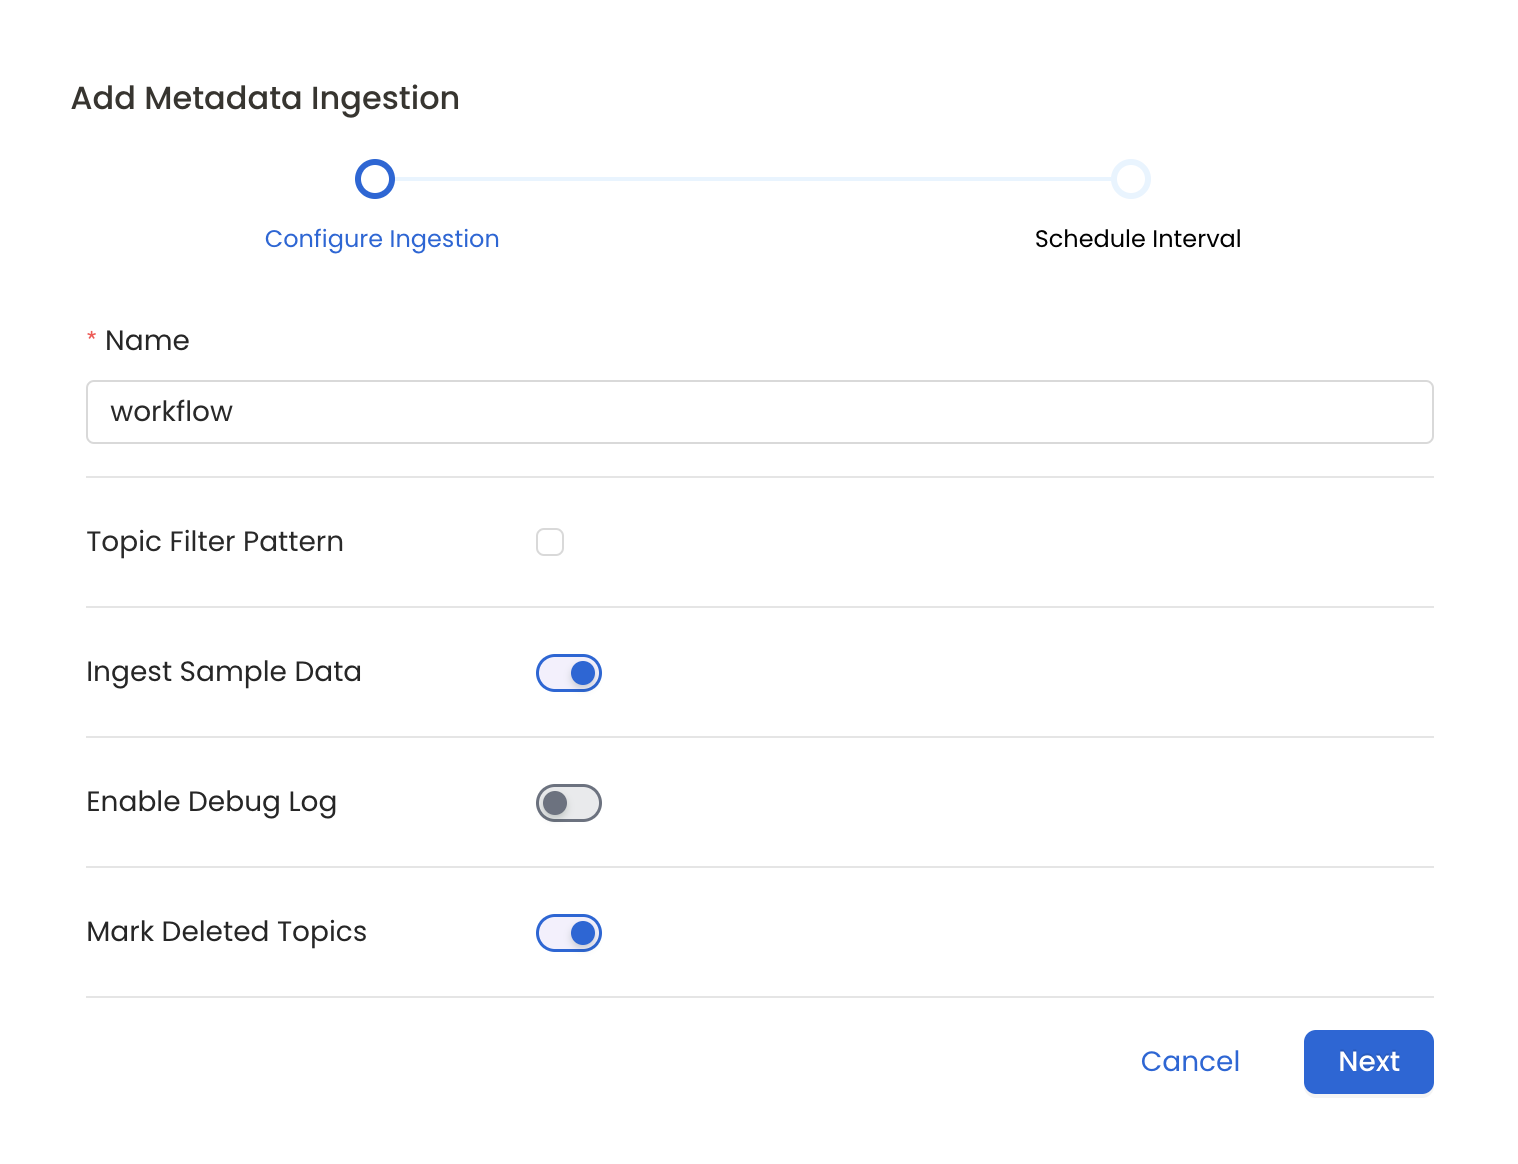 Add Metadata Ingestion
Configure Ingestion
Schedule Interval
* Name
workflow
Topic Filter Pattern
Ingest Sample Data
Enable Debug Log
Mark Deleted Topics
Cancel
Next